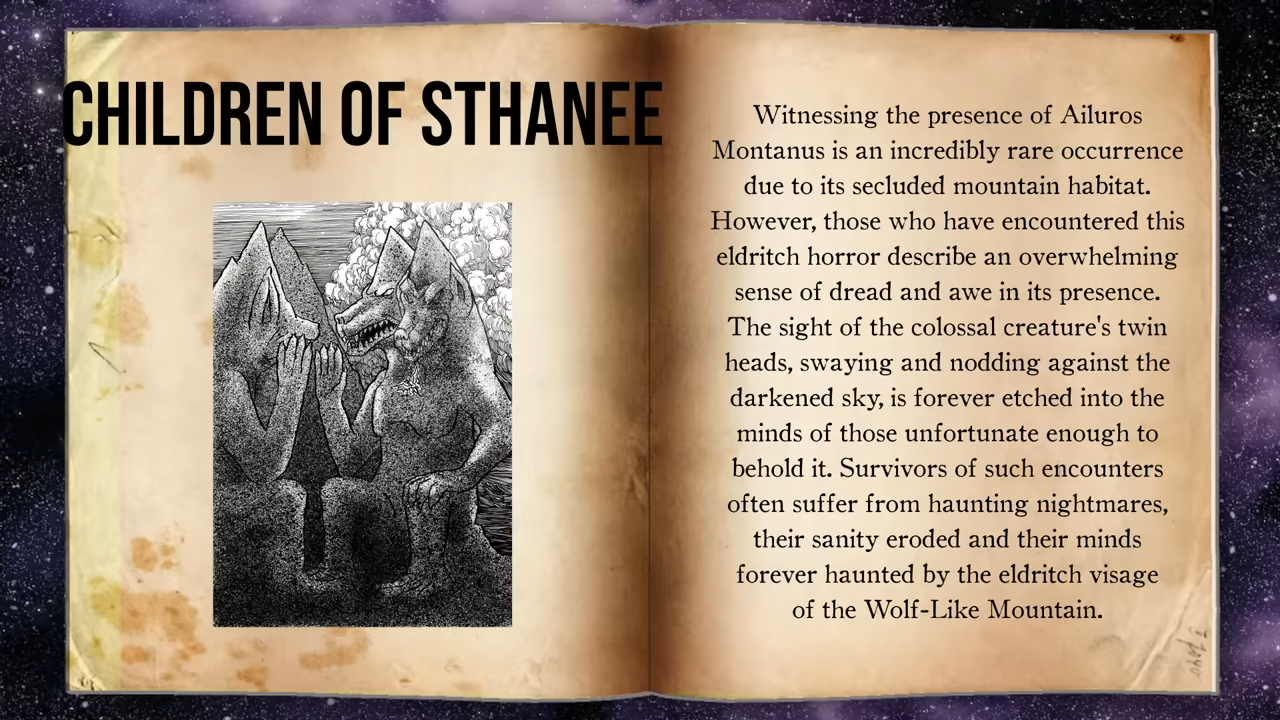 CHILDREN OF STHANEE
Witnessing the presence of Ailuros
Montanus is an incredibly rare occurrence
due to its secluded mountain habitat.
However, those who have encountered this
eldritch horror describe an overwhelming
sense of dread and awe in its presence.
The sight of the colossal creature's twin
heads, swaying and nodding against the
darkened sky, is forever etched into the
minds of those unfortunate enough to
behold it. Survivors of such encounters
often suffer from haunting nightmares,
their sanity eroded and their minds
forever haunted by the eldritch visage
of the Wolf-Like Mountain.